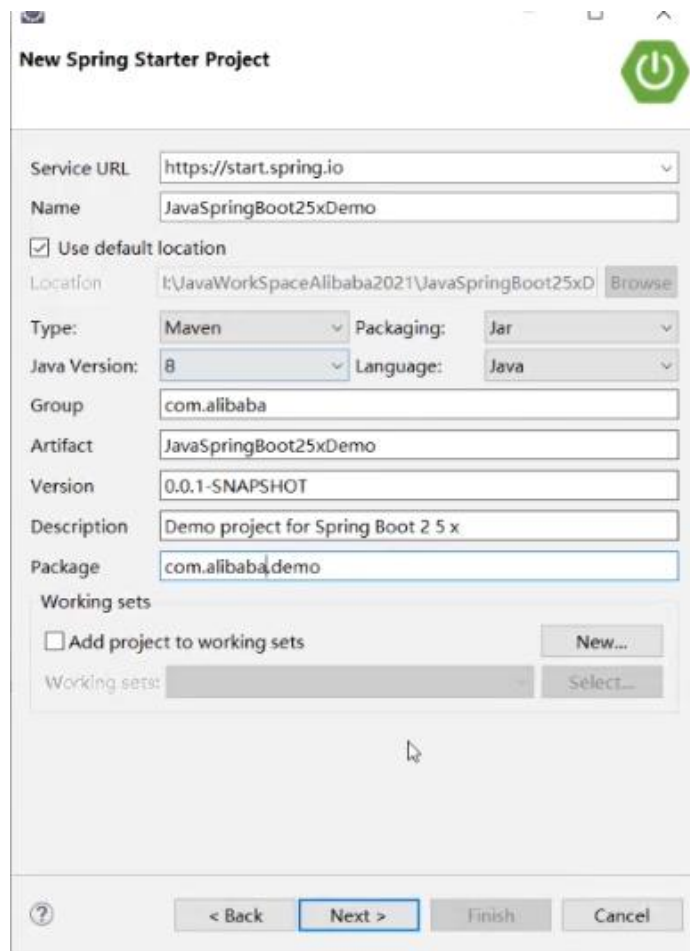 New Spring Starter Project
Service URL https://start.spring.io
Name JavaSpringBoot25xDemo
Use default location
Location I:\JavaWorkSpaceAlibaba2021\JavaSpringBoot25xD Browse
Type: Maven Packaging: Jar
Java Version: 8 Language: Java
Group com.alibaba
Artifact JavaSpringBoot25xDemo
Version 0.0.1-SNAPSHOT
Description Demo project for Spring Boot 2 5 x
Package com.alibaba.demo
Working sets
Add project to working sets New...
Working sets: Select...
? < Back Next > Finish Cancel